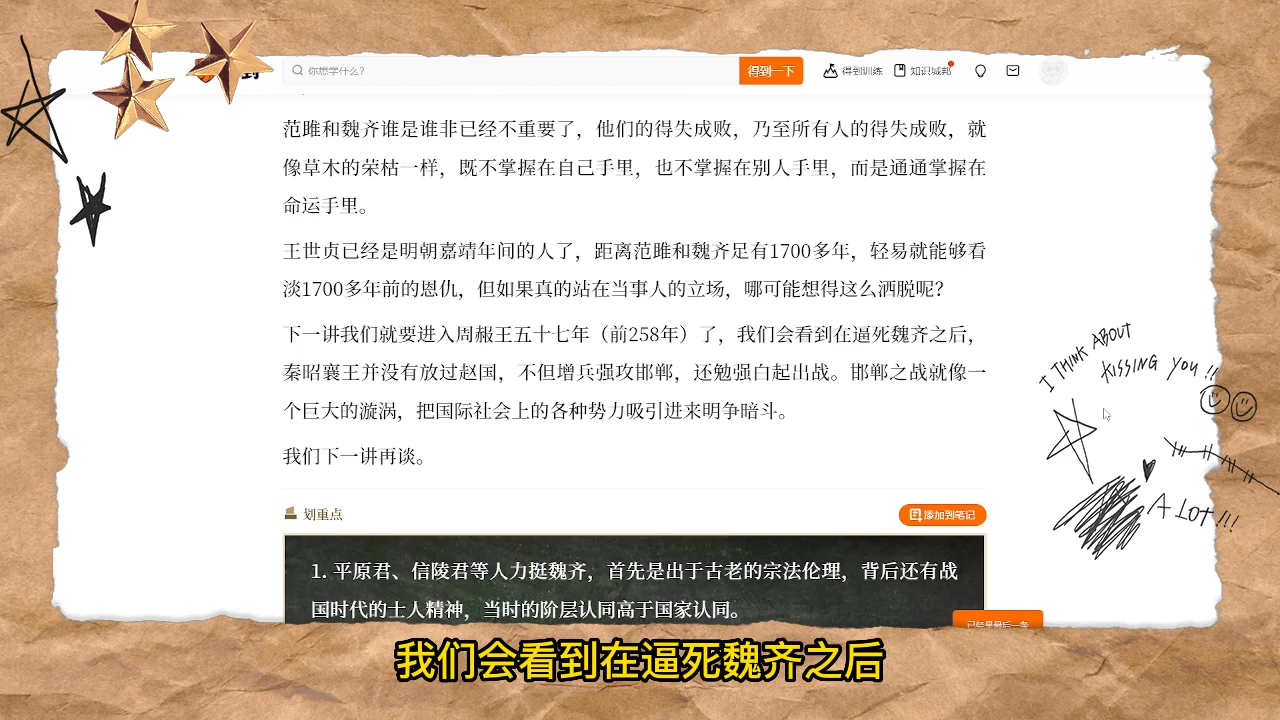 到
你想学什么?
得到一下
得到训练
知识城邦
范雎和魏齐谁是谁非已经不重要了，他们的得失成败，乃至所有人的得失成败，就
像草木的荣枯一样，既不掌握在自己手里，也不掌握在别人手里，而是通通掌握在
命运手里。
王世贞已经是明朝嘉靖年间的人了，距离范雎和魏齐足有1700多年，轻易就能够看
淡1700多年前的恩仇，但如果真的站在当事人的立场，哪可能想得这么洒脱呢？
下一讲我们就要进入周赧王五十七年（前258年）了，我们会看到在逼死魏齐之后，
秦昭襄王并没有放过赵国，不但增兵强攻邯郸，还勉强白起出战。邯郸之战就像一
个巨大的漩涡，把国际社会上的各种势力吸引进来明争暗斗。
我们下一讲再谈。
划重点
添加到笔记
1. 平原君、信陵君等人力挺魏齐，首先是出于古老的宗法伦理，背后还有战
国时代的士人精神，当时的阶层认同高于国家认同。
已经是最后一条
I THINK ABOUT
KISSING YOU !!
A LOT!!!
我们会看到在逼死魏齐之后